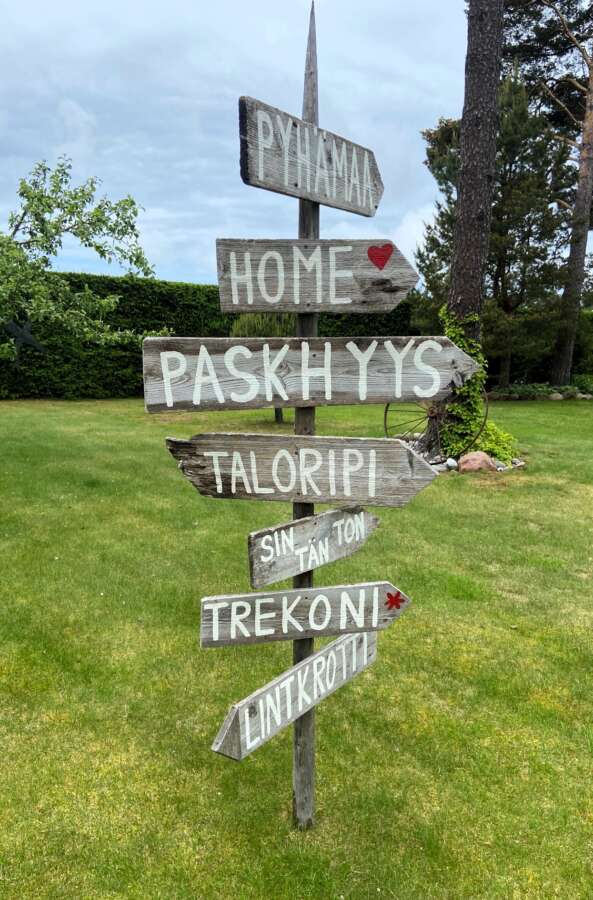 PYHÄMAA
HOME
PASKHYYS
TALORIPI
SIN TÄN TON
TREKONI*
LINTKROTTI